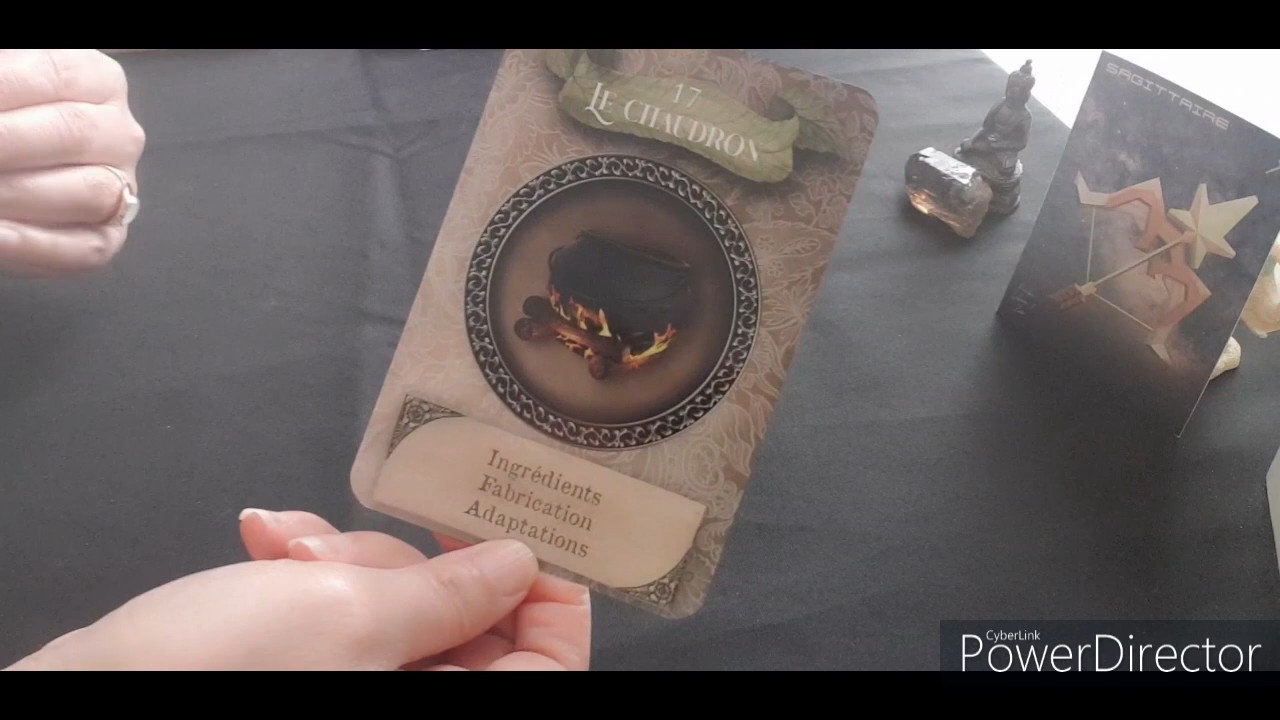 17
LE CHAUDRON
Ingrédients
Fabrication
Adaptations
SAGITTAIRE
CyberLink
PowerDirector